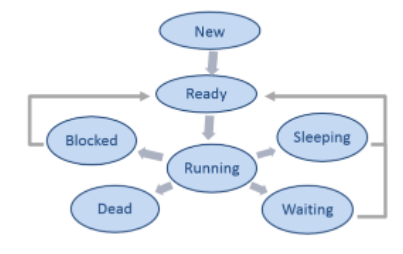 New
Ready
Blocked
Sleeping
Running
Dead
Waiting